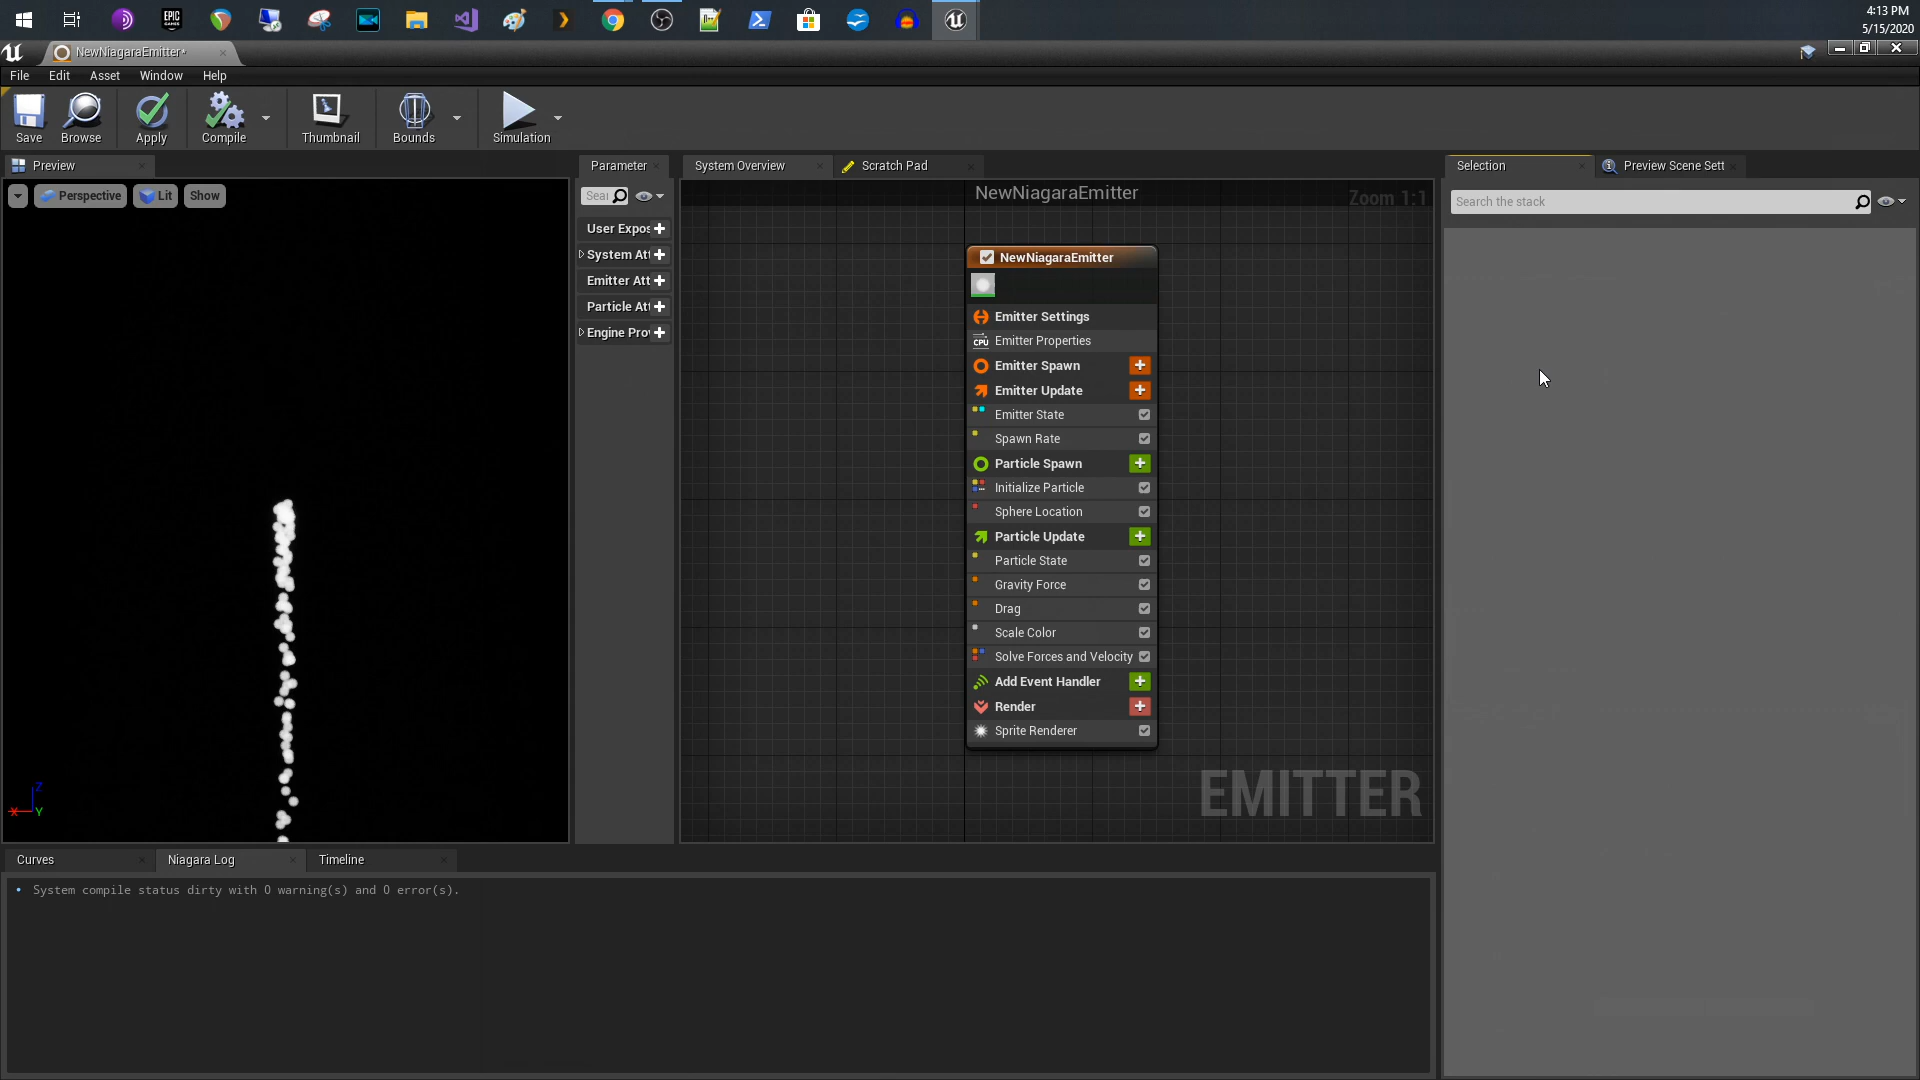 4:13 PM
EPIC GAMES
5/15/2020
NewNiagaraEmitter*
File Edit Asset Window Help
Save Browse Apply Compile Thumbnail Bounds Simulation
Preview
Parameter
System Overview
Scratch Pad
Selection
Preview Scene Sett
Perspective Lit Show
Sea
NewNiagaraEmitter
Zoom 1:1
Search the stack
User Expos
System Att
Emitter Att
Particle Att
Engine Prov
NewNiagaraEmitter
Emitter Settings
CPU Emitter Properties
Emitter Spawn
Emitter Update
Emitter State
Spawn Rate
Particle Spawn
Initialize Particle
Sphere Location
Particle Update
Particle State
Gravity Force
Drag
Scale Color
Solve Forces and Velocity
Add Event Handler
Render
Sprite Renderer
EMITTER
Z
X Y
Curves
Niagara Log
Timeline
• System compile status dirty with 0 warning(s) and 0 error(s).